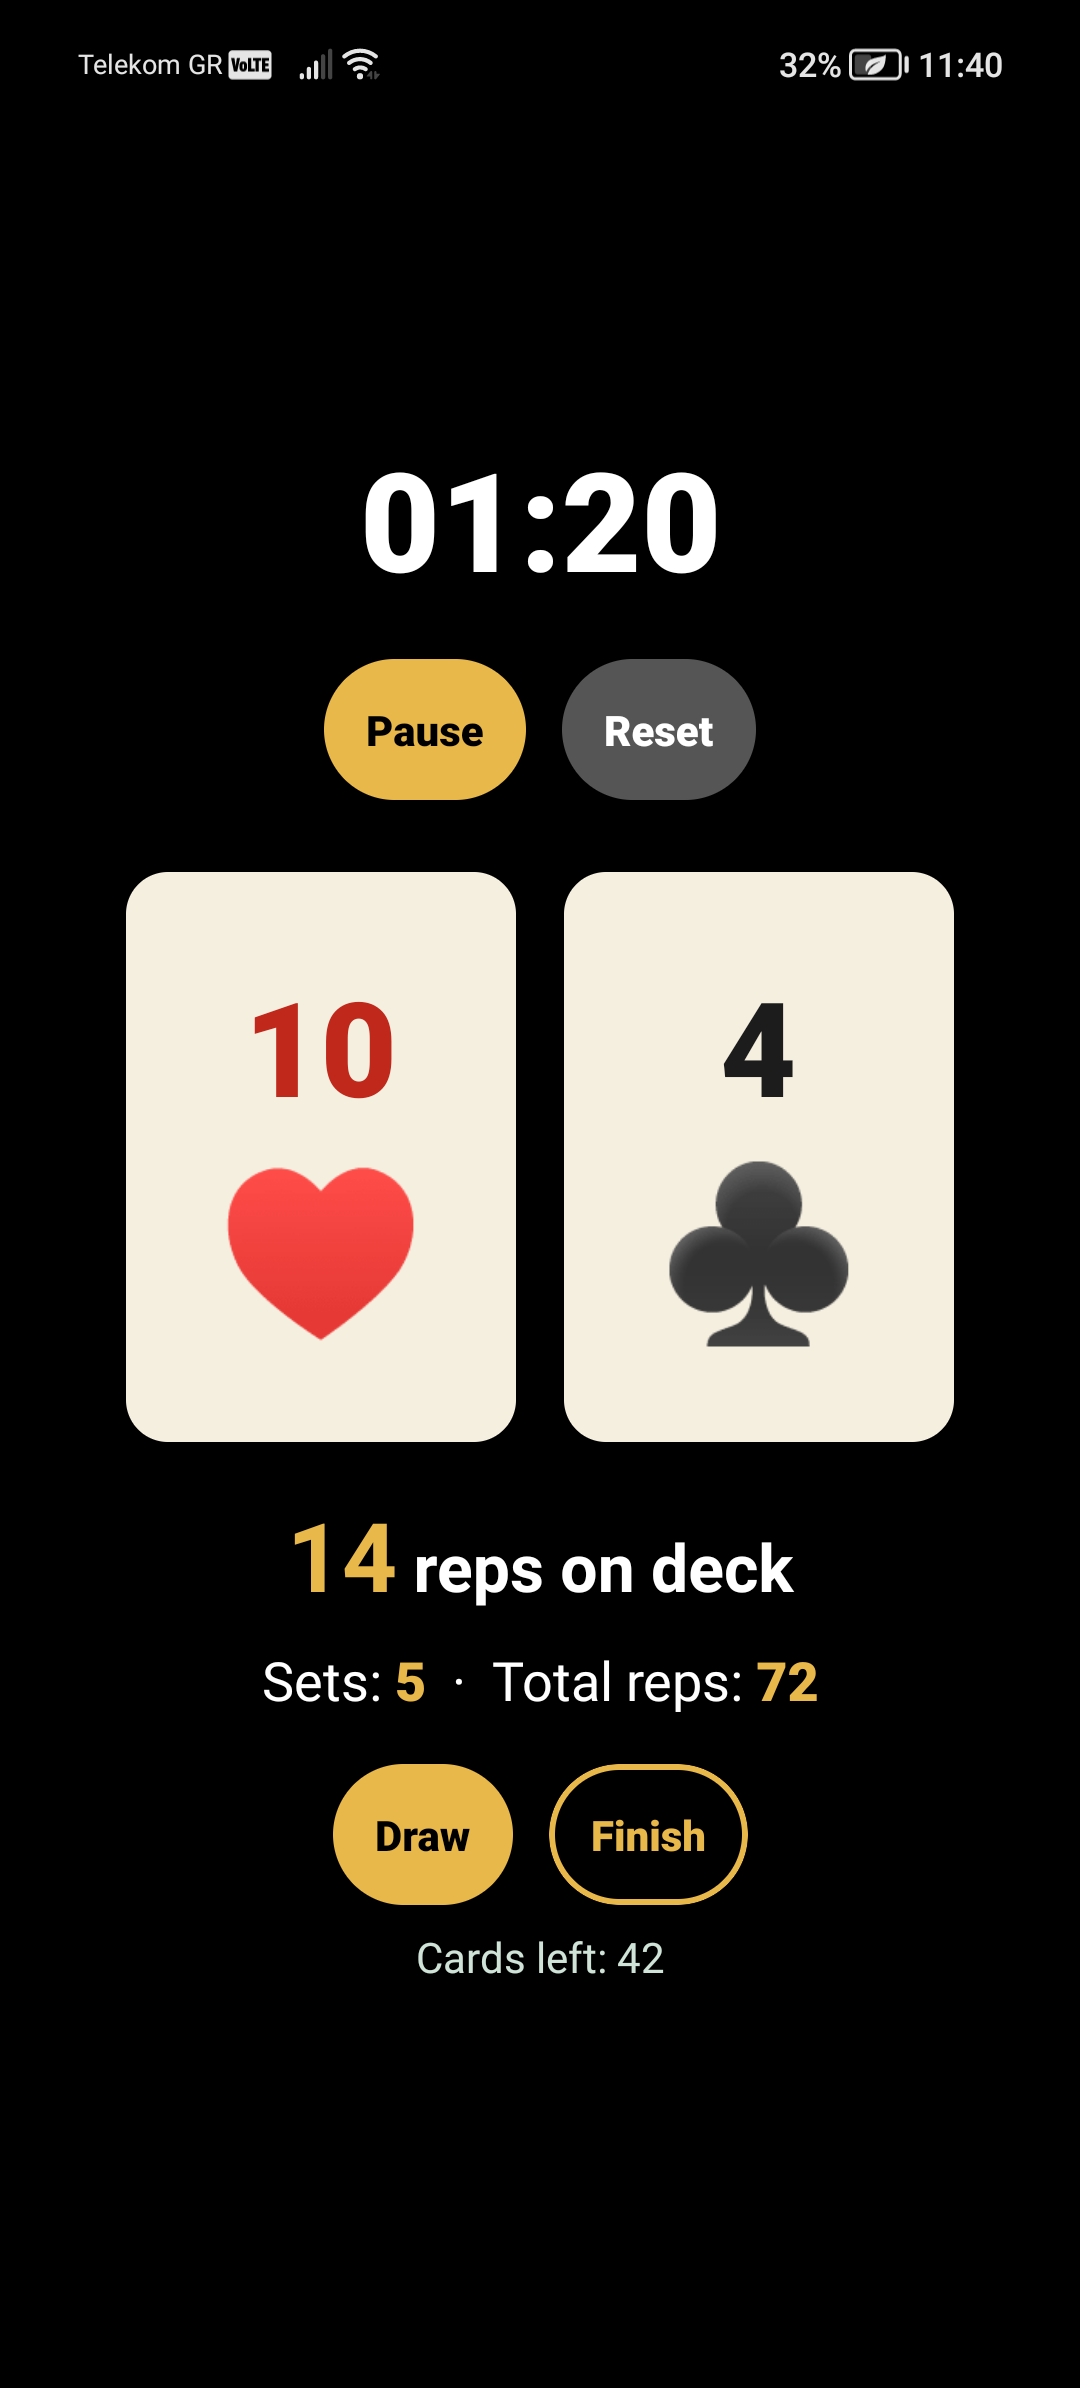 Telekom GR VoLTE 32% 11:40
01:20
Pause Reset
10 4
14 reps on deck
Sets: 5 · Total reps: 72
Draw Finish
Cards left: 42